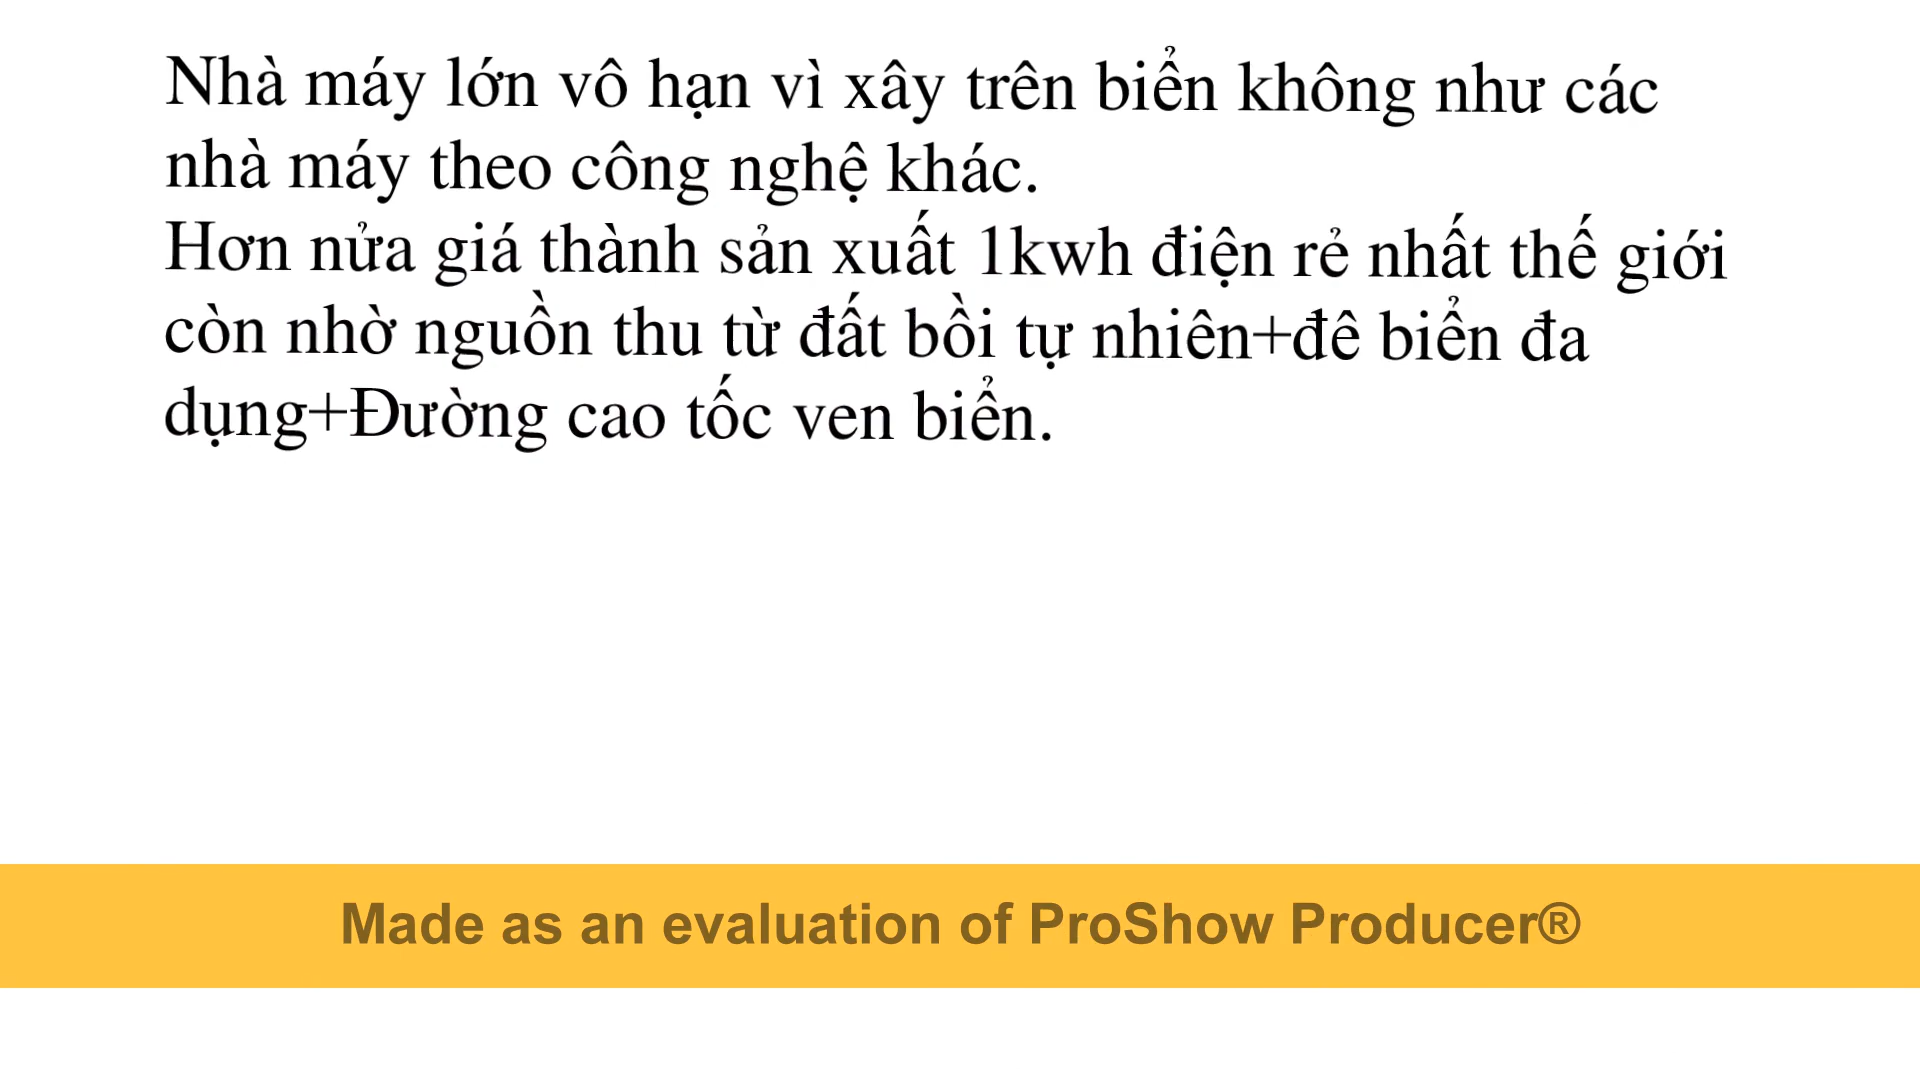 Nhà máy lớn vô hạn vì xây trên biển không như các
nhà máy theo công nghệ khác.
Hơn nửa giá thành sản xuất 1kwh điện rẻ nhất thế giới
còn nhờ nguồn thu từ đất bồi tự nhiên+đê biển đa
dụng+Đường cao tốc ven biển.
Made as an evaluation of ProShow Producer®